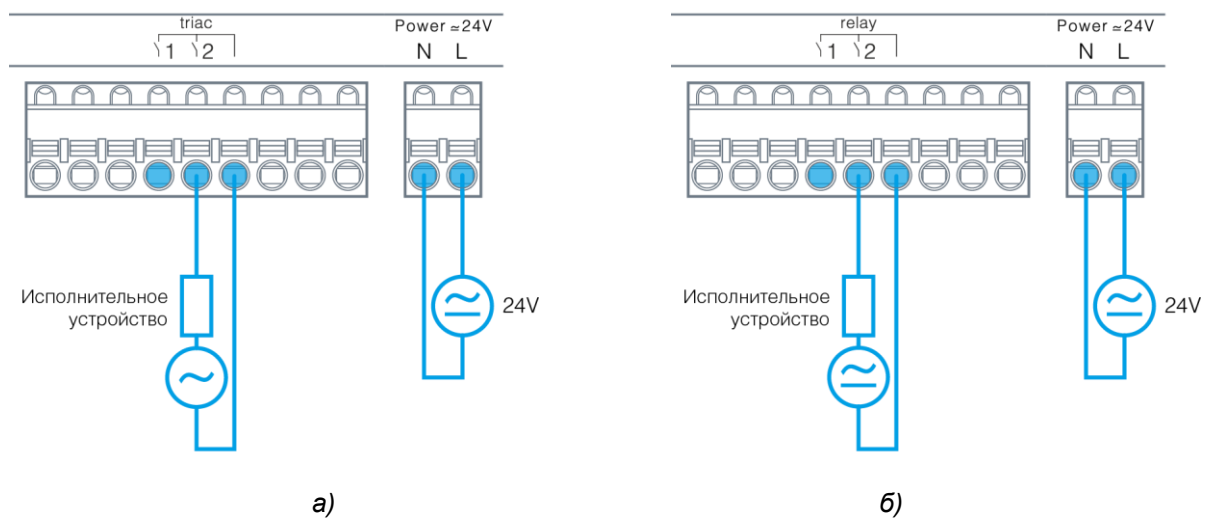 triac
1 2
Power ≃24V
N L
Исполнительное
устройство
24V
а)
relay
1 2
Power ≃24V
N L
Исполнительное
устройство
24V
б)